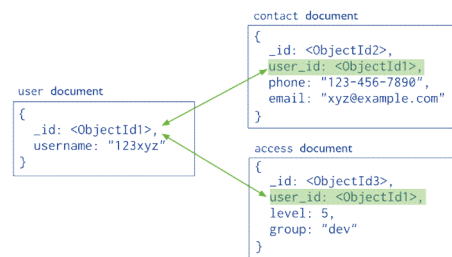 contact document
{
_id: <ObjectId2>,
user_id: <ObjectId1>,
phone: "123-456-7890",
email: "xyz@example.com"
}
user document
{
_id: <ObjectId1>,
username: "123xyz"
}
access document
{
_id: <ObjectId3>,
user_id: <ObjectId1>,
level: 5,
group: "dev"
}